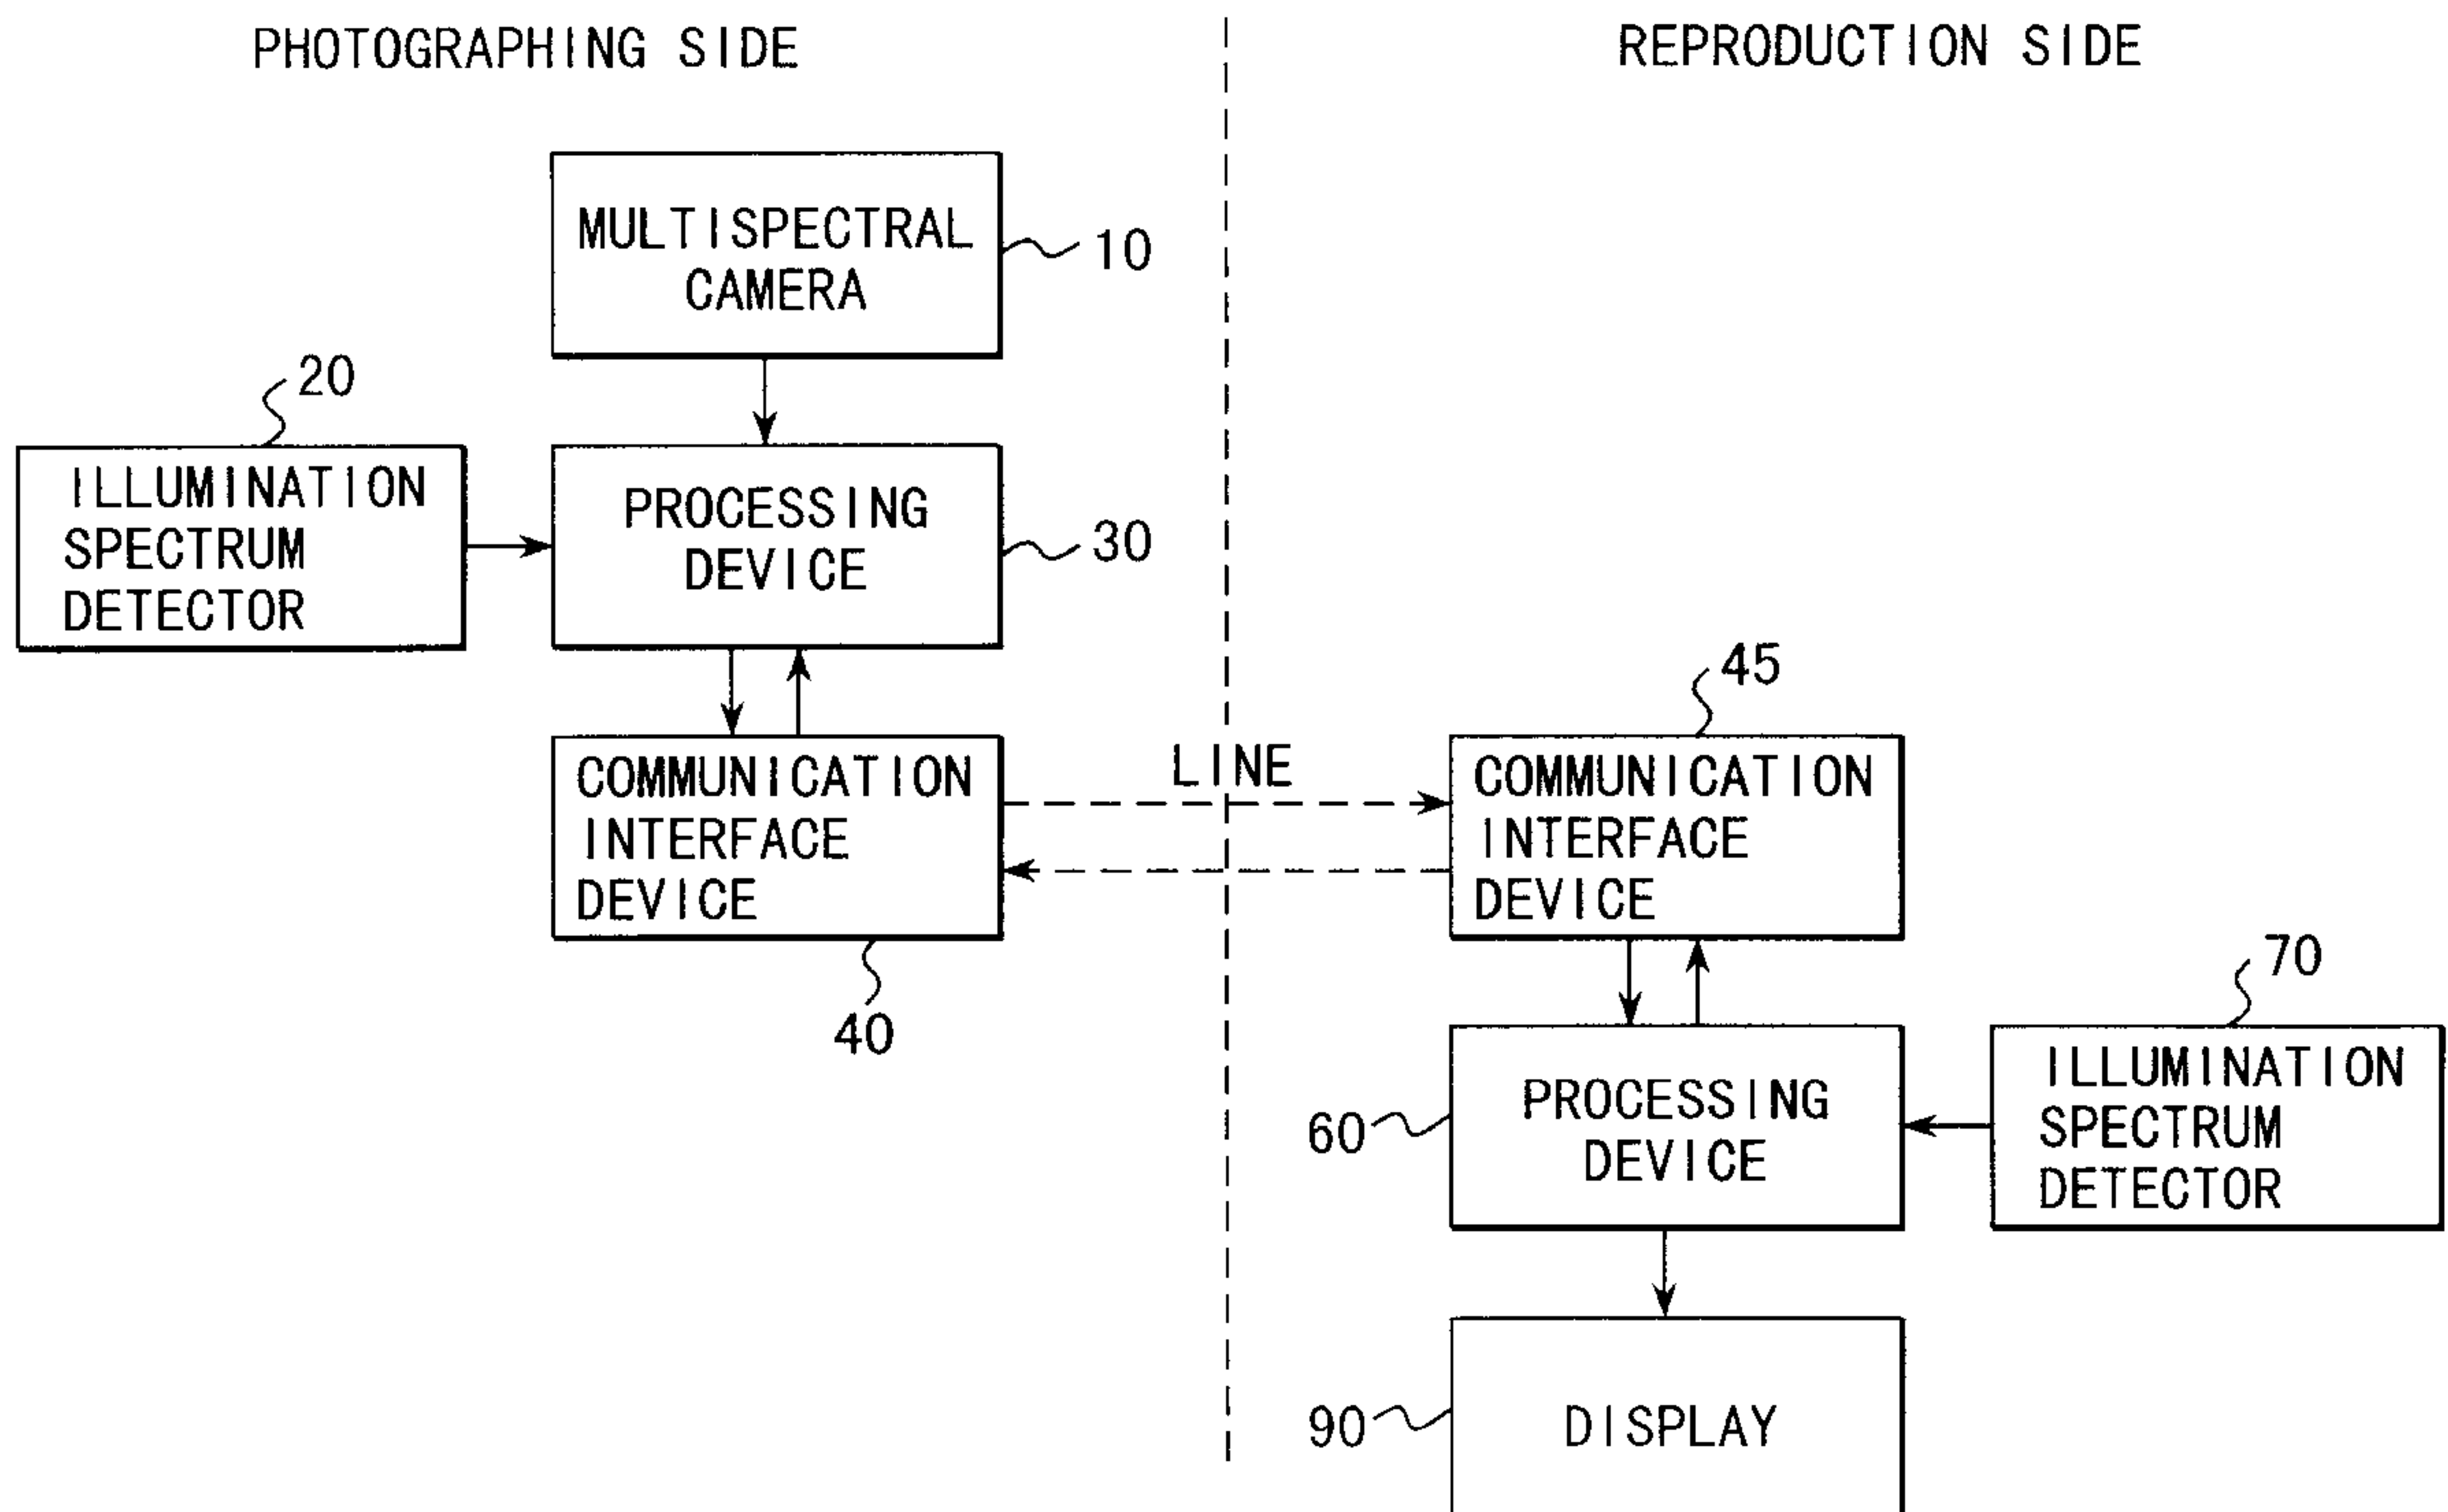 PHOTOGRAPHING SIDE
REPRODUCTION SIDE
MULTISPECTRAL
CAMERA
10
20
ILLUMINATION
SPECTRUM
DETECTOR
PROCESSING
DEVICE
30
COMMUNICATION
INTERFACE
DEVICE
40
LINE
45
COMMUNICATION
INTERFACE
DEVICE
60
PROCESSING
DEVICE
70
ILLUMINATION
SPECTRUM
DETECTOR
90
DISPLAY